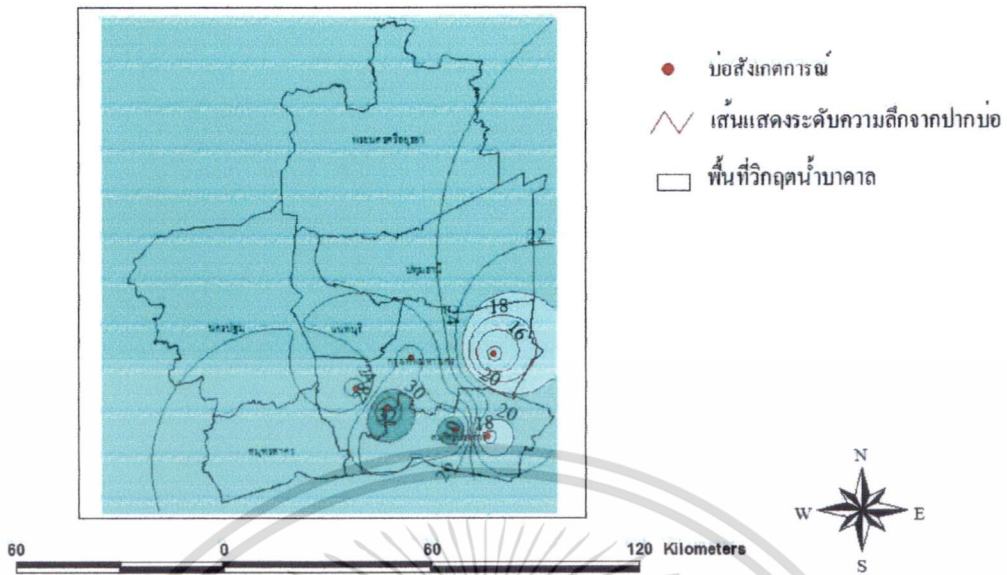 บ่อสังเกตการณ์
เส้นแสดงระดับความลึกจากปากบ่อ
พื้นที่วิกฤตน้ำบาดาล
พระนครศรีอยุธยา
22
ปทุมธานี
18
16
นครปฐม
นนทบุรี
กรุงเทพมหานคร
20
30
20
18
สมุทรสาคร
N
W E
S
60 0 60 120 Kilometers